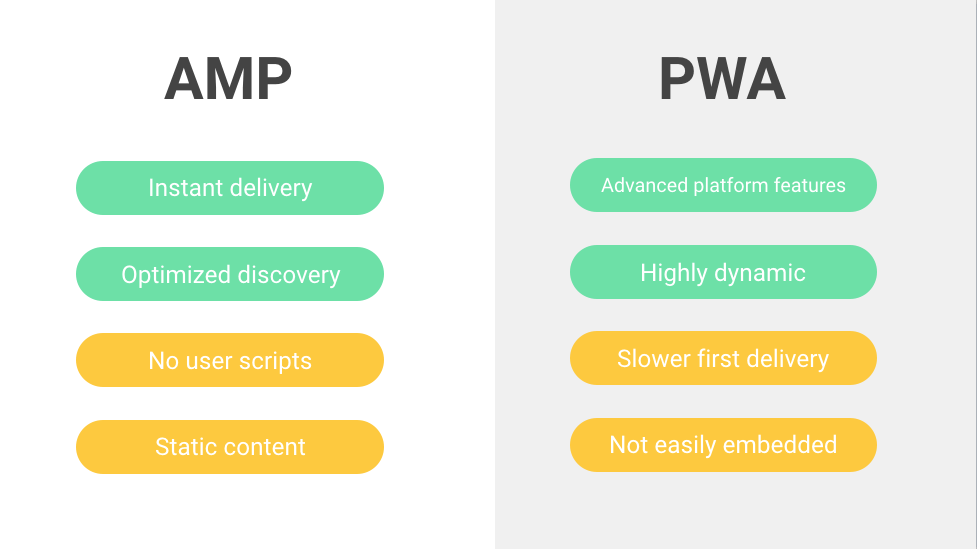 AMP
Instant delivery
Optimized discovery
No user scripts
Static content
PWA
Advanced platform features
Highly dynamic
Slower first delivery
Not easily embedded